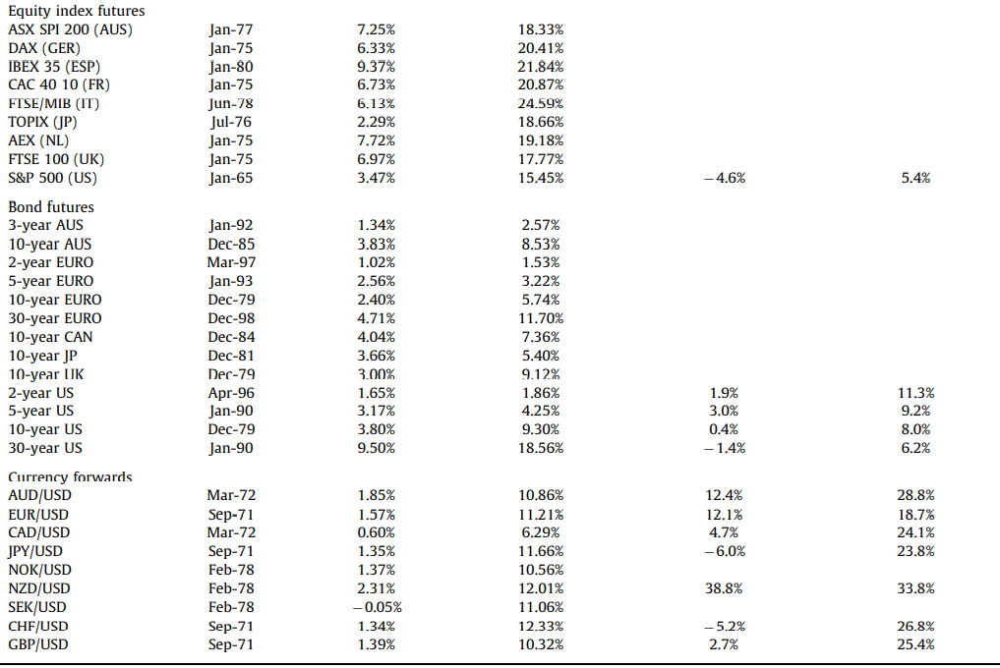 Equity index futures
ASX SPI 200 (AUS) Jan-77 7.25% 18.33%
DAX (GER) Jan-75 6.33% 20.41%
IBEX 35 (ESP) Jan-80 9.37% 21.84%
CAC 40 10 (FR) Jan-75 6.73% 20.87%
FTSE/MIB (IT) Jun-78 6.13% 24.59%
TOPIX (JP) Jul-76 2.29% 18.66%
AEX (NL) Jan-75 7.72% 19.18%
FTSE 100 (UK) Jan-75 6.97% 17.77%
S&P 500 (US) Jan-65 3.47% 15.45% −4.6% 5.4%
Bond futures
3-year AUS Jan-92 1.34% 2.57%
10-year AUS Dec-85 3.83% 8.53%
2-year EURO Mar-97 1.02% 1.53%
5-year EURO Jan-93 2.56% 3.22%
10-year EURO Dec-79 2.40% 5.74%
30-year EURO Dec-98 4.71% 11.70%
10-year CAN Dec-84 4.04% 7.36%
10-year JP Dec-81 3.66% 5.40%
10-year UK Dec-79 3.00% 9.12%
2-year US Apr-96 1.65% 1.86% 1.9% 11.3%
5-year US Jan-90 3.17% 4.25% 3.0% 9.2%
10-year US Dec-79 3.80% 9.30% 0.4% 8.0%
30-year US Jan-90 9.50% 18.56% −1.4% 6.2%
Currency forwards
AUD/USD Mar-72 1.85% 10.86% 12.4% 28.8%
EUR/USD Sep-71 1.57% 11.21% 12.1% 18.7%
CAD/USD Mar-72 0.60% 6.29% 4.7% 24.1%
JPY/USD Sep-71 1.35% 11.66% −6.0% 23.8%
NOK/USD Feb-78 1.37% 10.56%
NZD/USD Feb-78 2.31% 12.01% 38.8% 33.8%
SEK/USD Feb-78 −0.05% 11.06%
CHF/USD Sep-71 1.34% 12.33% −5.2% 26.8%
GBP/USD Sep-71 1.39% 10.32% 2.7% 25.4%